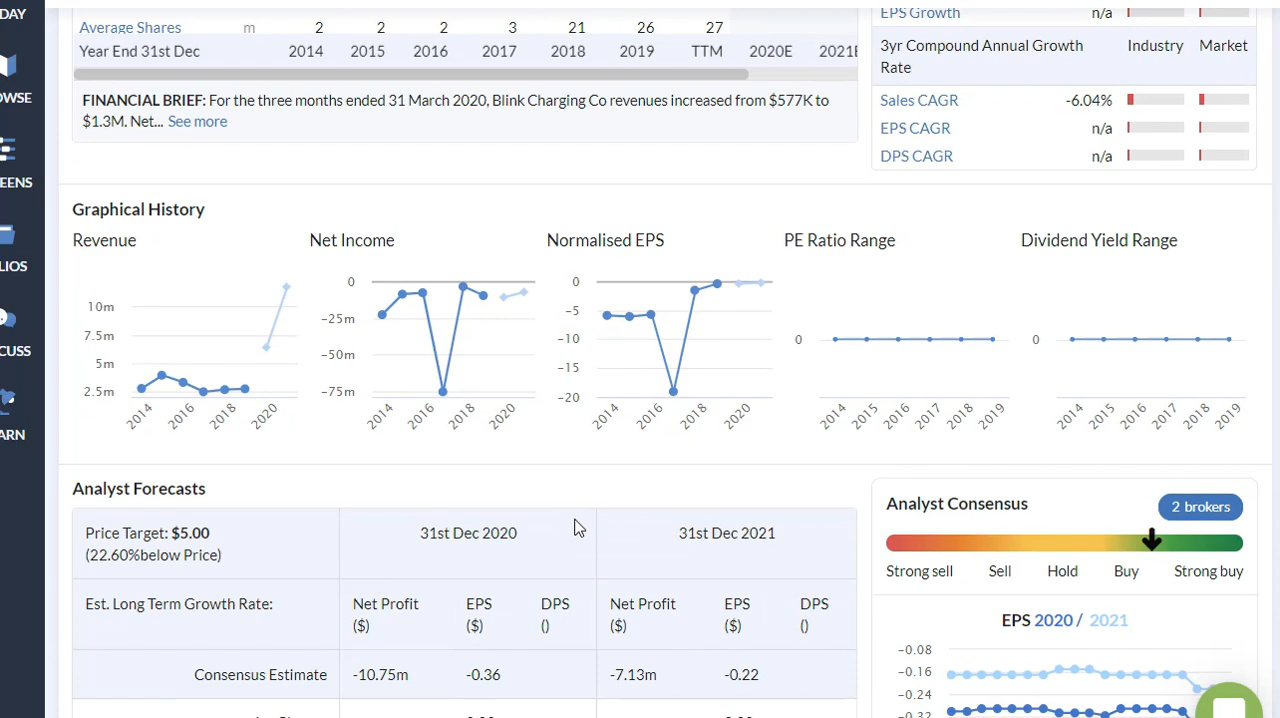 DAY
OWSE
EENS
LIOS
CUSS
ARN
Average Shares m 2 2 2 3 21 26 27
Year End 31st Dec 2014 2015 2016 2017 2018 2019 TTM 2020E 2021E
FINANCIAL BRIEF: For the three months ended 31 March 2020, Blink Charging Co revenues increased from $577K to
$1.3M. Net... See more
EPS Growth n/a
3yr Compound Annual Growth Industry Market
Rate
Sales CAGR -6.04%
EPS CAGR n/a
DPS CAGR n/a
Graphical History
Revenue Net Income Normalised EPS PE Ratio Range Dividend Yield Range
10m
7.5m
5m
2.5m
2014 2016 2018 2020
0
−25m
−50m
−75m
2014 2016 2018 2020
0
−5
−10
−15
−20
2014 2016 2018 2020
0
2014 2015 2016 2017 2018 2019
0
2014 2015 2016 2017 2018 2019
Analyst Forecasts
Price Target: $5.00 31st Dec 2020 31st Dec 2021
(22.60%below Price)
Est. Long Term Growth Rate: Net Profit EPS DPS Net Profit EPS DPS
($) ($) () ($) ($) ()
Consensus Estimate -10.75m -0.36 -7.13m -0.22
Analyst Consensus 2 brokers
Strong sell Sell Hold Buy Strong buy
EPS 2020 / 2021
−0.08
−0.16
−0.24
−0.32